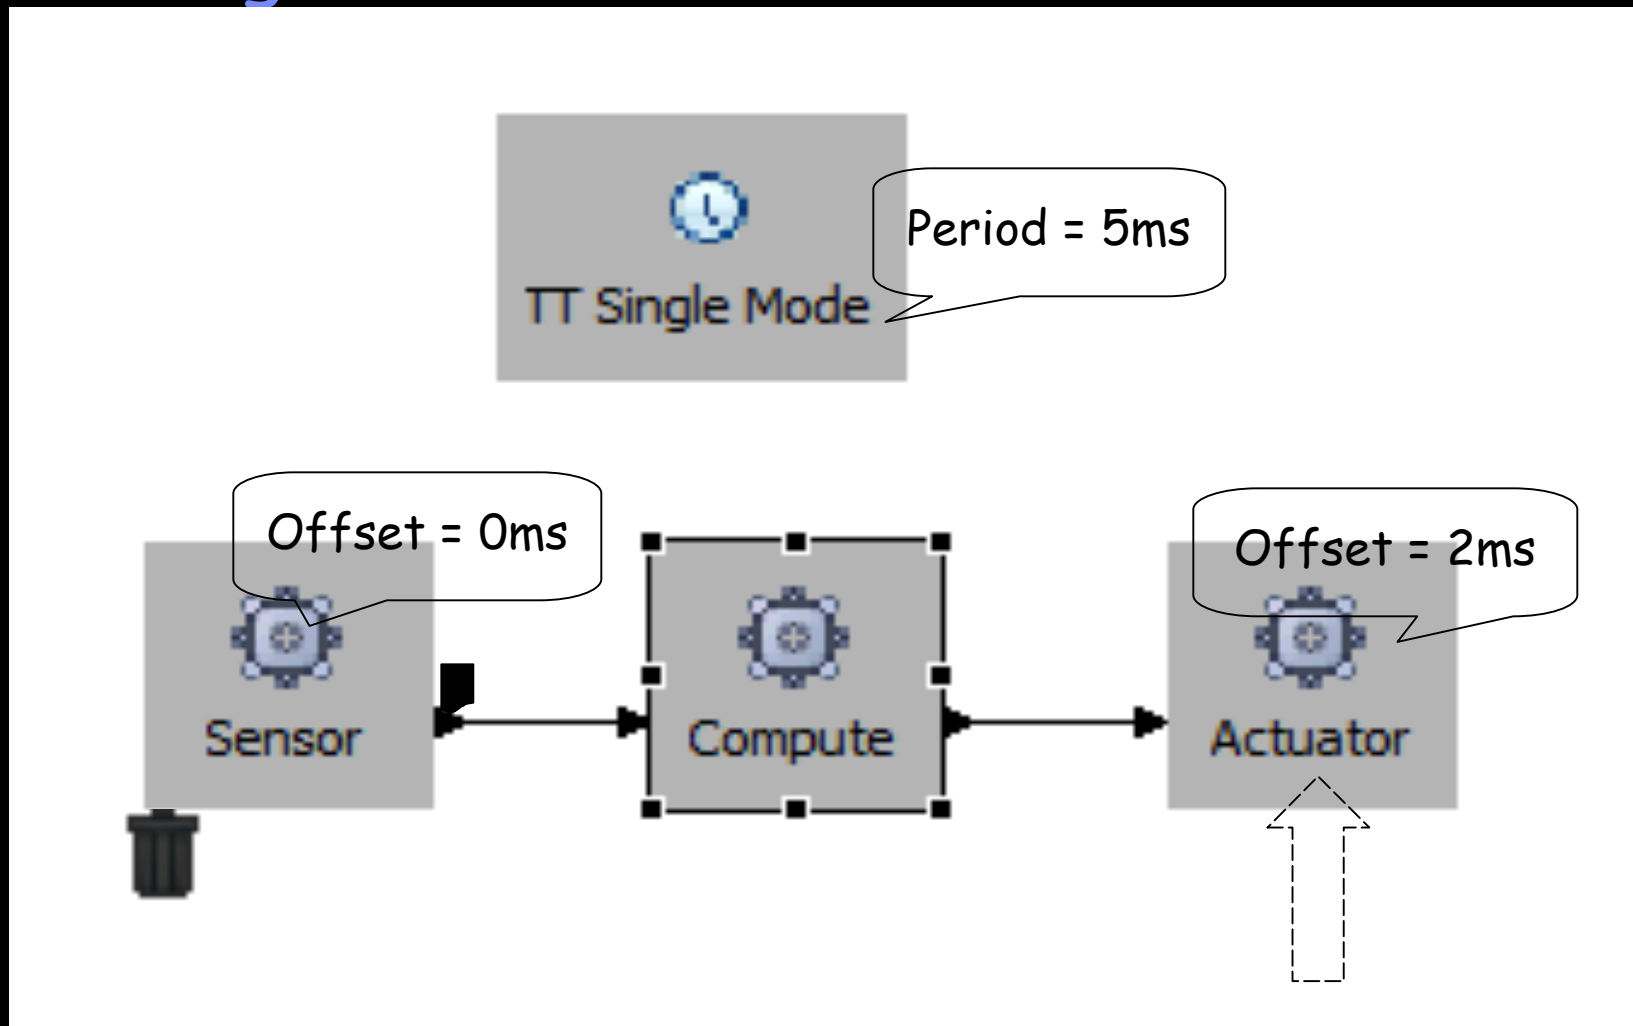 Period = 5ms
TT Single Mode
Offset = 0ms
Offset = 2ms
Sensor
Compute
Actuator